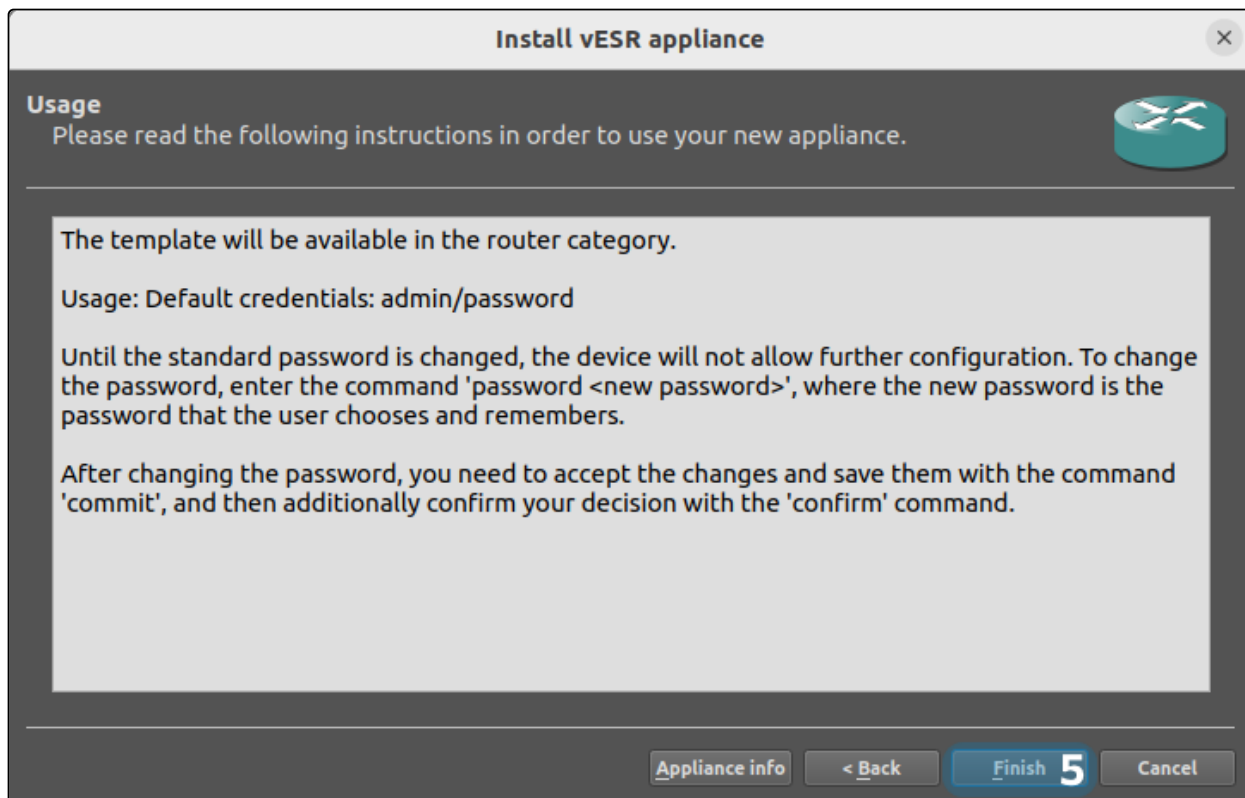 Install vESR appliance
Usage
Please read the following instructions in order to use your new appliance.
The template will be available in the router category.
Usage: Default credentials: admin/password
Until the standard password is changed, the device will not allow further configuration. To change
the password, enter the command 'password <new password>', where the new password is the
password that the user chooses and remembers.
After changing the password, you need to accept the changes and save them with the command
'commit', and then additionally confirm your decision with the 'confirm' command.
Appliance info < Back Finish 5 Cancel